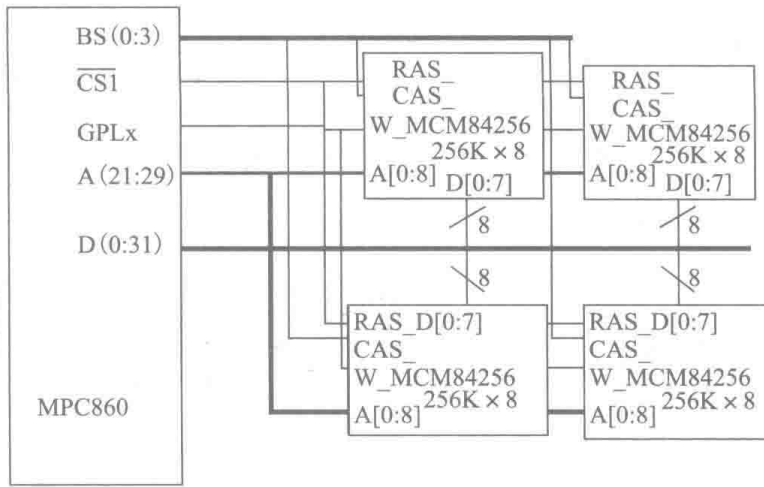 BS(0:3)
CS1
GPLx
A(21:29)
D(0:31)
MPC860
RAS_
CAS_
W_MCM84256
256K×8
A[0:8]
D[0:7]
8
RAS_
CAS_
W_MCM84256
256K×8
A[0:8]
D[0:7]
8
8
RAS_D[0:7]
CAS_
W_MCM84256
256K×8
A[0:8]
8
RAS_D[0:7]
CAS_
W_MCM84256
256K×8
A[0:8]